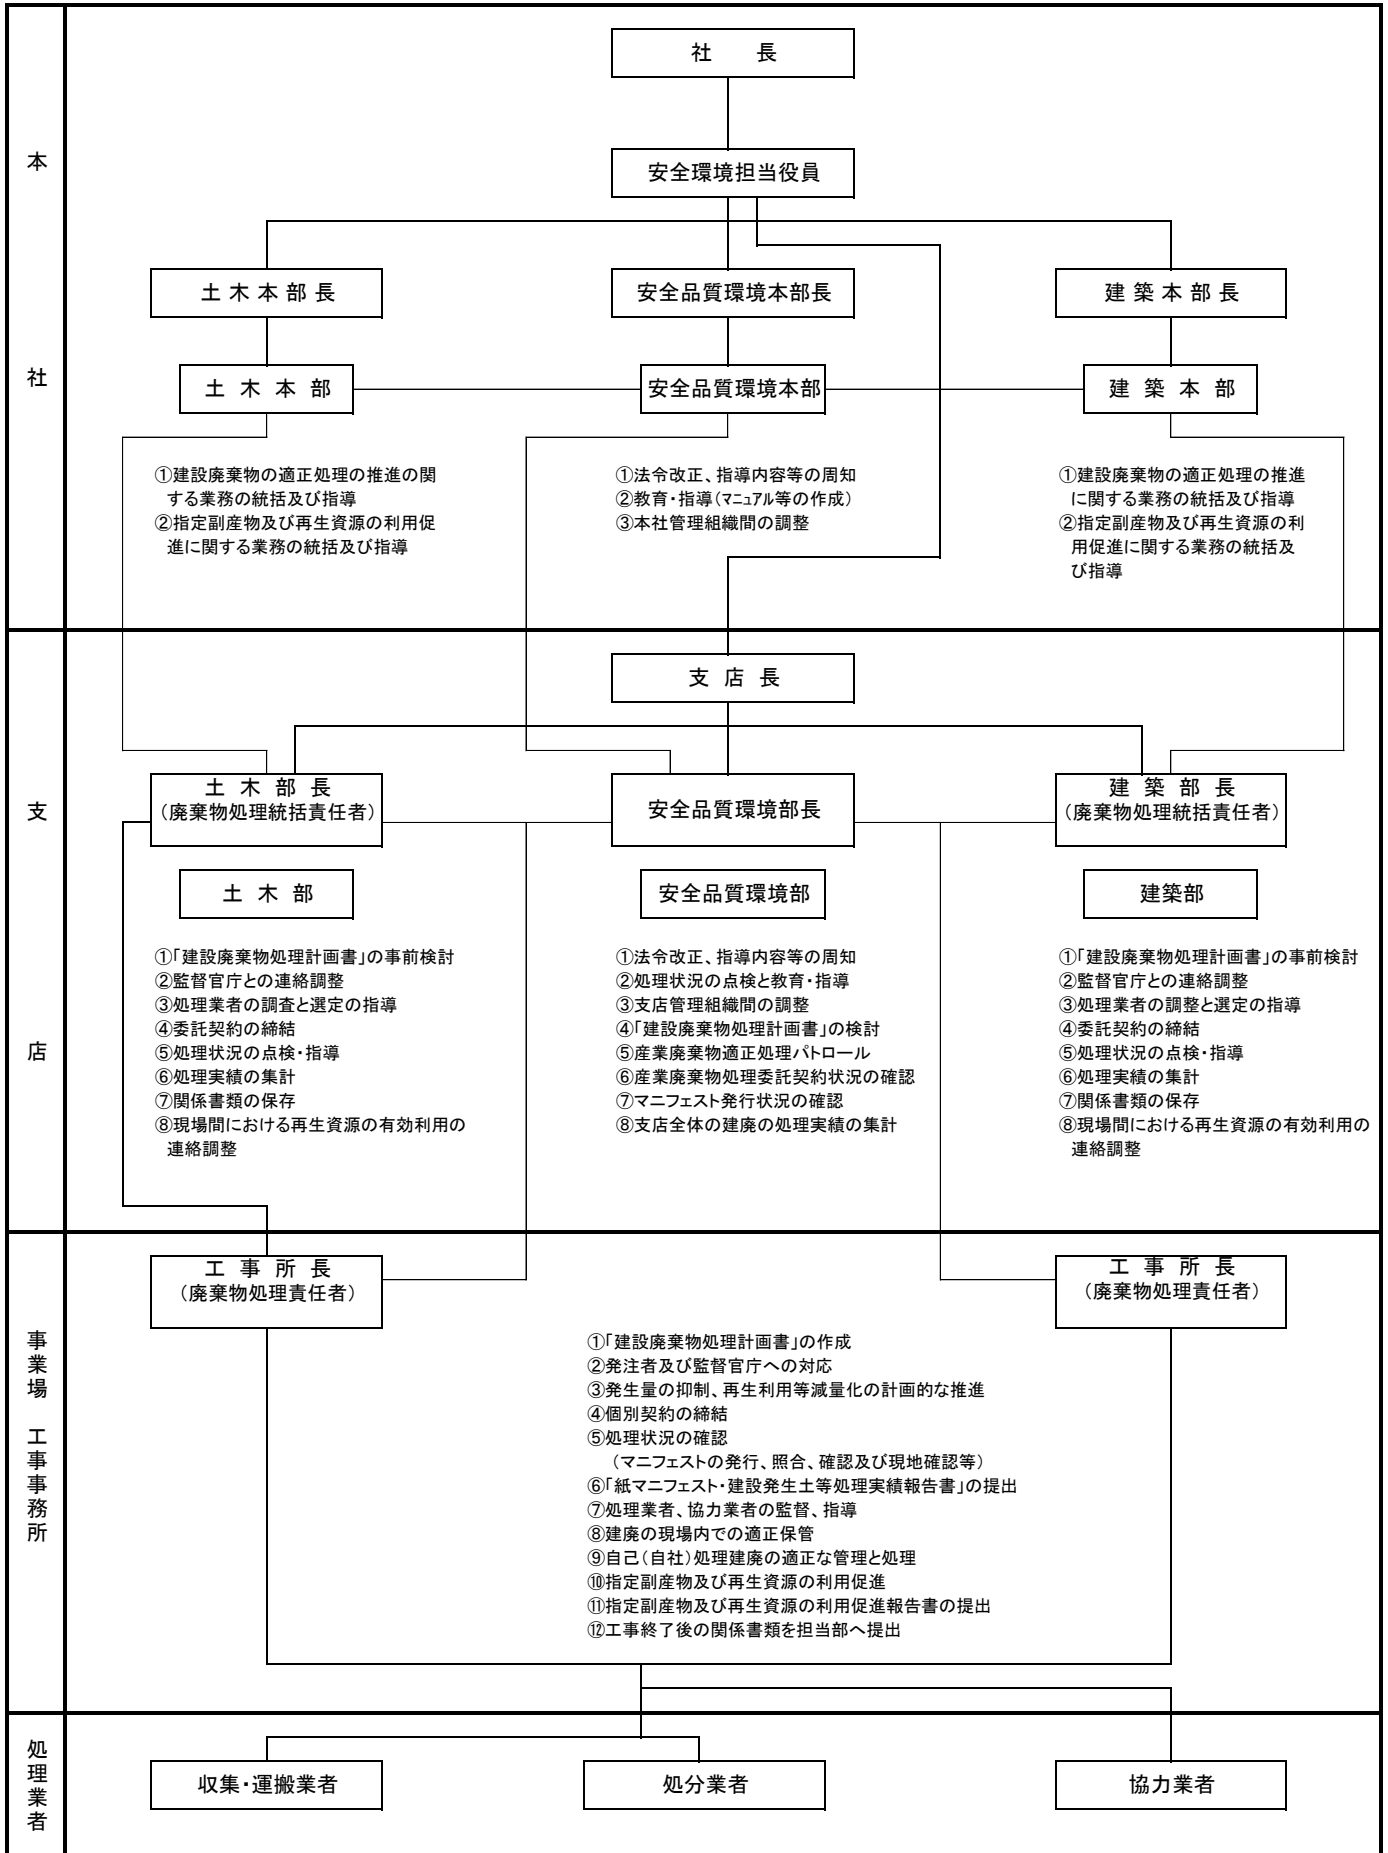 本社
社　長
安全環境担当役員
土木本部長
安全品質環境本部長
建築本部長
土木本部
安全品質環境本部
建築本部
①建設廃棄物の適正処理の推進の関
する業務の統括及び指導
②指定副産物及び再生資源の利用促
進に関する業務の統括及び指導
①法令改正、指導内容等の周知
②教育・指導（マニュアル等の作成）
③本社管理組織間の調整
①建設廃棄物の適正処理の推進
に関する業務の統括及び指導
②指定副産物及び再生資源の利
用促進に関する業務の統括及
び指導
支店
支店長
土木部長
（廃棄物処理統括責任者）
安全品質環境部長
建築部長
（廃棄物処理統括責任者）
土木部
安全品質環境部
建築部
①「建設廃棄物処理計画書」の事前検討
②監督官庁との連絡調整
③処理業者の調査と選定の指導
④委託契約の締結
⑤処理状況の点検・指導
⑥処理実績の集計
⑦関係書類の保存
⑧現場間における再生資源の有効利用の
連絡調整
①法令改正、指導内容等の周知
②処理状況の点検と教育・指導
③支店管理組織間の調整
④「建設廃棄物処理計画書」の検討
⑤産業廃棄物適正処理パトロール
⑥産業廃棄物処理委託契約状況の確認
⑦マニフェスト発行状況の確認
⑧支店全体の建廃の処理実績の集計
①「建設廃棄物処理計画書」の事前検討
②監督官庁との連絡調整
③処理業者の調整と選定の指導
④委託契約の締結
⑤処理状況の点検・指導
⑥処理実績の集計
⑦関係書類の保存
⑧現場間における再生資源の有効利用の
連絡調整
事業場　工事事務所
工事所長
（廃棄物処理責任者）
工事所長
（廃棄物処理責任者）
①「建設廃棄物処理計画書」の作成
②発注者及び監督官庁への対応
③発生量の抑制、再生利用等減量化の計画的な推進
④個別契約の締結
⑤処理状況の確認
（マニフェストの発行、照合、確認及び現地確認等）
⑥「紙マニフェスト・建設発生土等処理実績報告書」の提出
⑦処理業者、協力業者の監督、指導
⑧建廃の現場内での適正保管
⑨自己（自社）処理建廃の適正な管理と処理
⑩指定副産物及び再生資源の利用促進
⑪指定副産物及び再生資源の利用促進報告書の提出
⑫工事終了後の関係書類を担当部へ提出
処理業者
収集・運搬業者
処分業者
協力業者